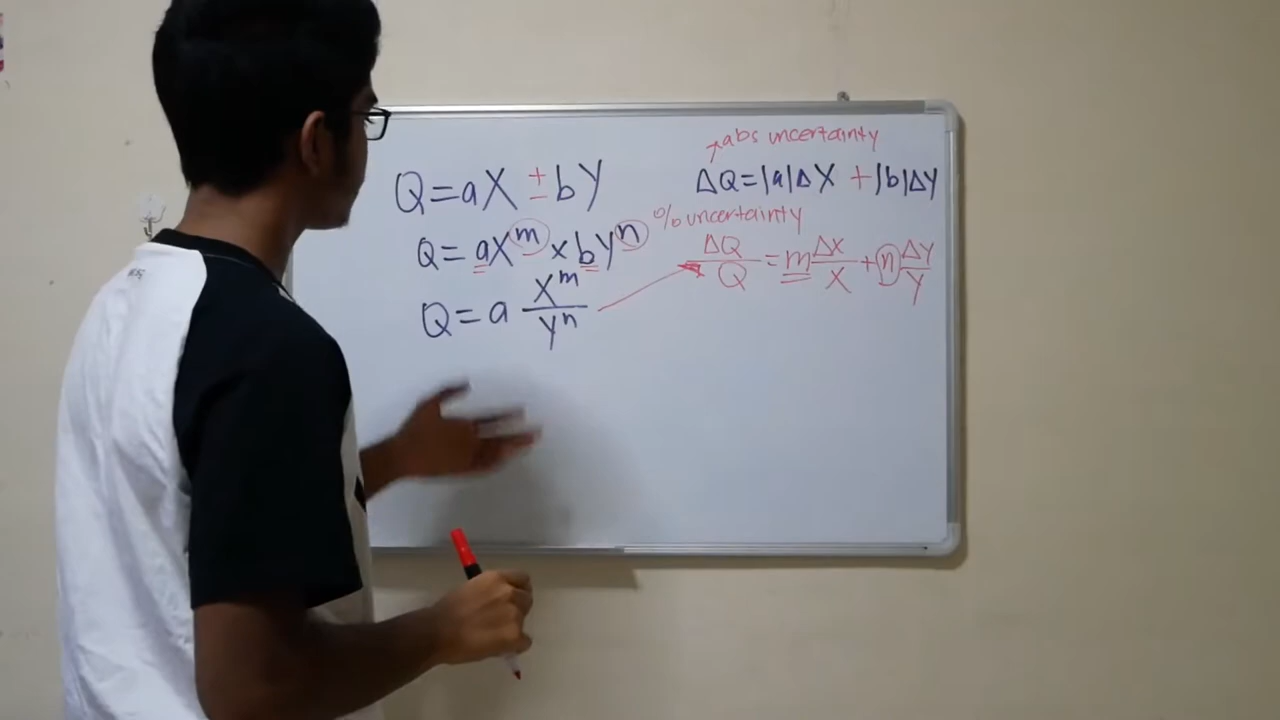 Q = aX ± bY
Q = aX^m × bY^n
Q = a X^m / Y^n
abs uncertainty
ΔQ = |a|ΔX + |b|ΔY
% uncertainty
ΔQ/Q = m ΔX/X + n ΔY/Y